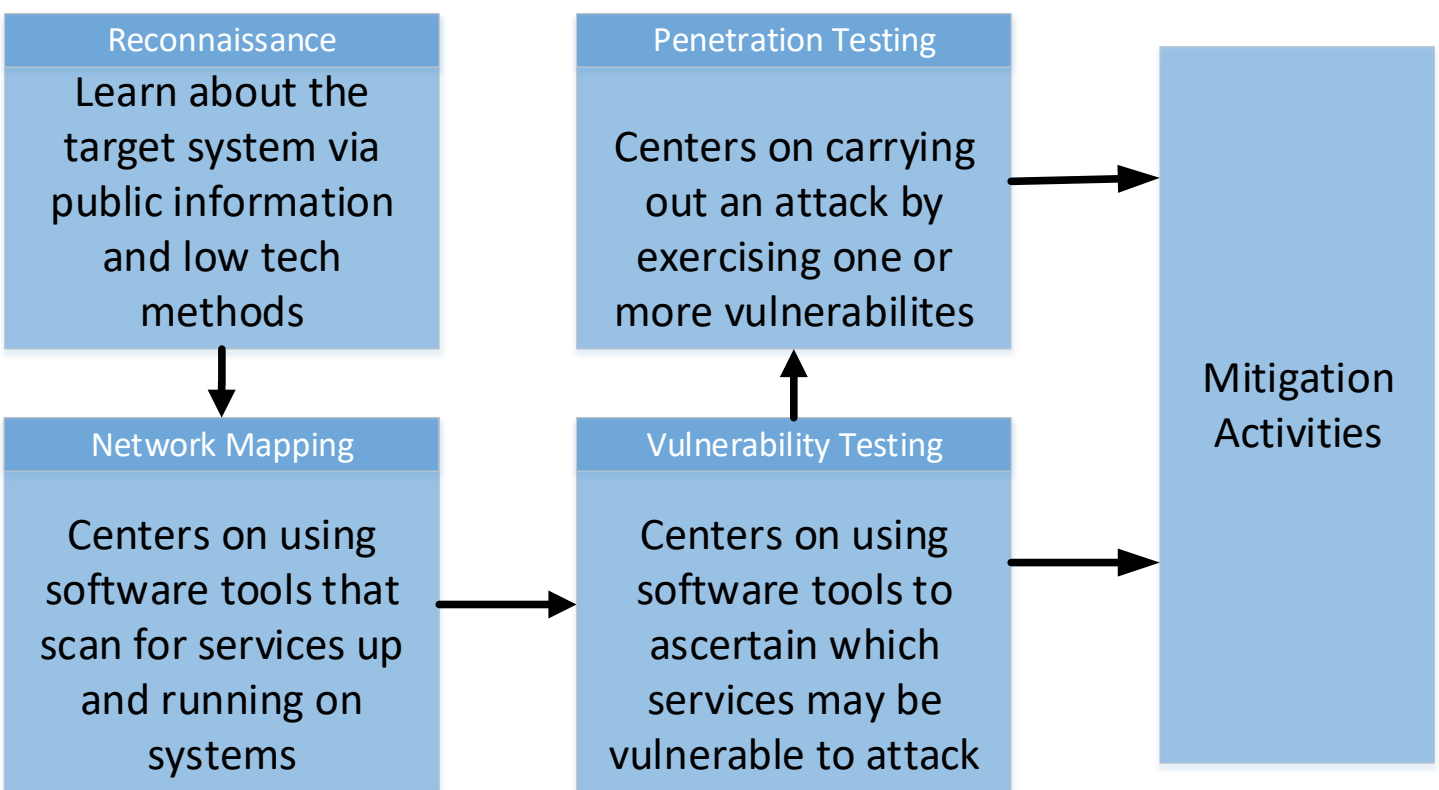 Reconnaissance
Learn about the
target system via
public information
and low tech
methods
Network Mapping
Centers on using
software tools that
scan for services up
and running on
systems
Vulnerability Testing
Centers on using
software tools to
ascertain which
services may be
vulnerable to attack
Penetration Testing
Centers on carrying
out an attack by
exercising one or
more vulnerabilites
Mitigation
Activities